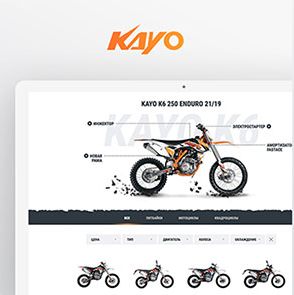 KAYO
KAYO K6 250 ENDURO 21/19
KAYO K6
ИНЖЕКТОР
ЭЛЕКТРОСТАРТЕР
АМОРТИЗАТО
FASTACE
НОВАЯ
РАМА
ВСЕ ПИТБАЙКИ МОТОЦИКЛЫ КВАДРОЦИКЛЫ
ЦЕНА ТИП ДВИГАТЕЛЬ КОЛЕСА ОХЛАЖДЕНИЕ